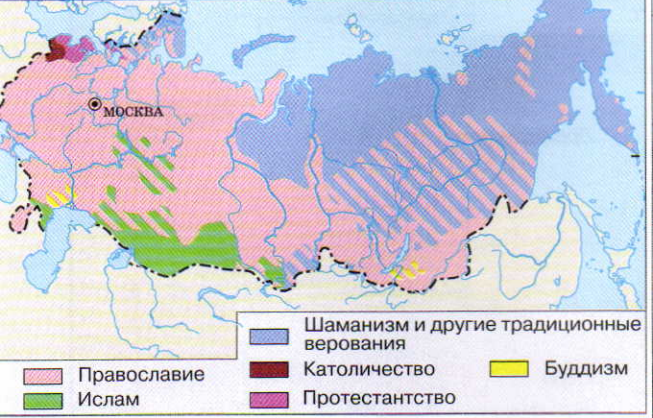 МОСКВА
Шаманизм и другие традиционные
верования
Православие
Католичество
Буддизм
Ислам
Протестантство